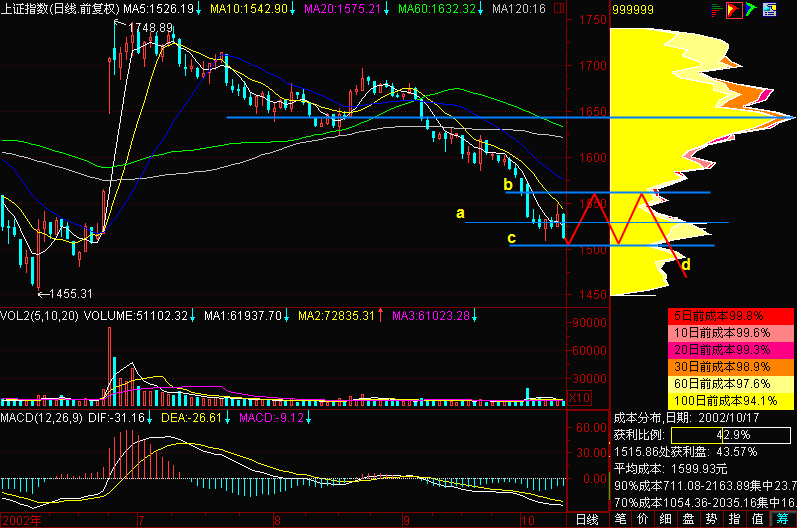 上证指数(日线.前复权) MA5:1526.19↓ MA10:1542.90↓ MA20:1575.21↓ MA60:1632.32↓ MA120:16
999999
1748.89
1750
1700
1650
1600
1550
1500
1450
b
a
c
d
←1455.31
VOL2(5,10,20) VOLUME:51102.32↓ MA1:61937.70↓ MA2:72835.31↑ MA3:61023.28↓
90000
60000
30000
X10
MACD(12,26,9) DIF:-31.16↓ DEA:-26.61↓ MACD:-9.12↓
60.00
30.00
0.00
2002年 7 8 9 10 日线
5日前成本99.8%
10日前成本99.6%
20日前成本99.3%
30日前成本98.9%
60日前成本97.6%
100日前成本94.1%
成本分布,日期: 2002/10/17
获利比例: 42.9%
1515.86处获利盘: 43.57%
平均成本: 1599.93元
90%成本711.08-2163.89集中23.7
70%成本1054.36-2035.16集中16.
笔 价 细 盘 势 指 值 筹